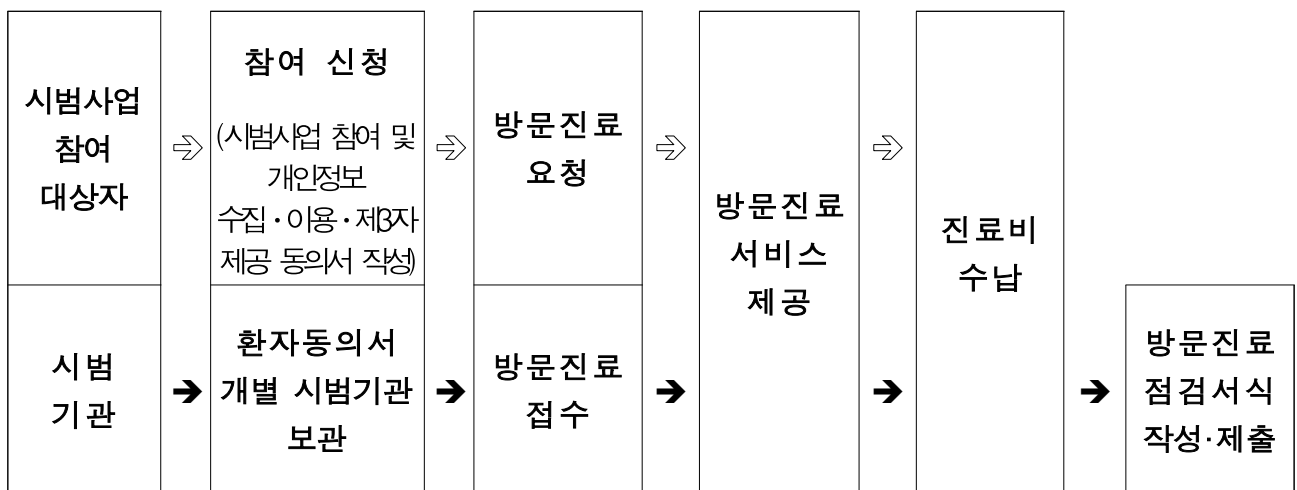 시범사업
참여
대상자
⇨
참여 신청
(시범사업 참여 및
개인정보
수집·이용·제3자
제공 동의서 작성)
⇨
방문진료
요청
⇨
방문진료
서비스
제공
⇨
진료비
수납
시범
기관
➔
환자동의서
개별 시범기관
보관
➔
방문진료
접수
➔
➔
➔
방문진료
점검서식
작성·제출